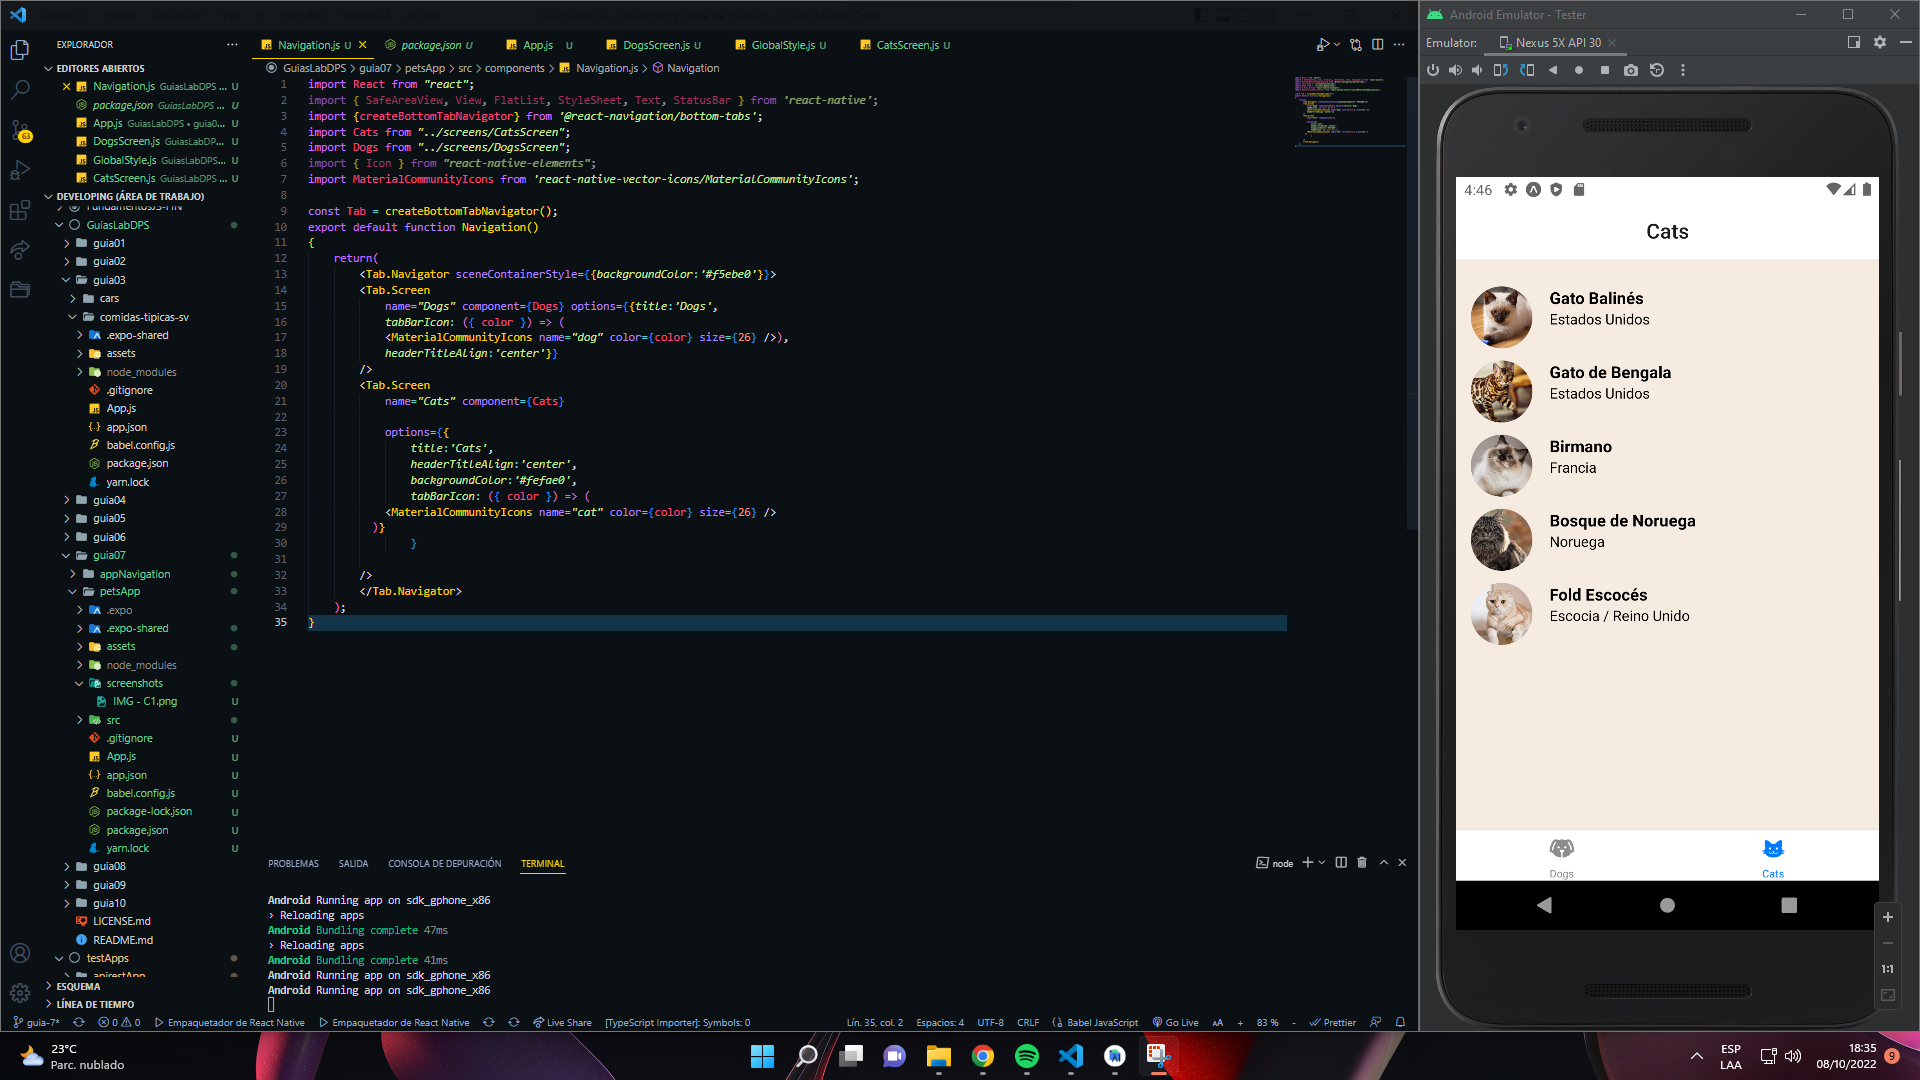 EXPLORADOR
EDITORES ABIERTOS
Navigation.js GuiasLabDPS ... U
package.json GuiasLabDPS ... U
App.js GuiasLabDPS • guia0... U
DogsScreen.js GuiasLabDP... U
GlobalStyle.js GuiasLabDPS... U
CatsScreen.js GuiasLabDPS ... U
DEVELOPING (ÁREA DE TRABAJO)
GuiasLabDPS
guia01
guia02
guia03
cars
comidas-tipicas-sv
.expo-shared
assets
node_modules
.gitignore
App.js
app.json
babel.config.js
package.json
yarn.lock
guia04
guia05
guia06
guia07
appNavigation
petsApp
.expo
.expo-shared
assets
node_modules
screenshots
IMG - C1.png U
src
.gitignore U
App.js U
app.json U
babel.config.js U
package-lock.json U
package.json U
yarn.lock U
guia08
guia09
guia10
LICENSE.md
README.md
testApps
ESQUEMA
LÍNEA DE TIEMPO
63
Navigation.js U
package.json U
App.js U
DogsScreen.js U
GlobalStyle.js U
CatsScreen.js U
GuiasLabDPS > guia07 > petsApp > src > components > Navigation.js > Navigation
1 import React from "react";
2 import { SafeAreaView, View, FlatList, StyleSheet, Text, StatusBar } from 'react-native';
3 import {createBottomTabNavigator} from '@react-navigation/bottom-tabs';
4 import Cats from "../screens/CatsScreen";
5 import Dogs from "../screens/DogsScreen";
6 import { Icon } from "react-native-elements";
7 import MaterialCommunityIcons from 'react-native-vector-icons/MaterialCommunityIcons';
8
9 const Tab = createBottomTabNavigator();
10 export default function Navigation()
11 {
12 return(
13 <Tab.Navigator sceneContainerStyle={{backgroundColor:'#f5ebe0'}}>
14 <Tab.Screen
15 name="Dogs" component={Dogs} options={{title:'Dogs',
16 tabBarIcon: ({ color }) => (
17 <MaterialCommunityIcons name="dog" color={color} size={26} />),
18 headerTitleAlign:'center'}}
19 />
20 <Tab.Screen
21 name="Cats" component={Cats}
22
23 options={{
24 title:'Cats',
25 headerTitleAlign:'center',
26 backgroundColor:'#fefae0',
27 tabBarIcon: ({ color }) => (
28 <MaterialCommunityIcons name="cat" color={color} size={26} />
29 )}
30 }
31
32 />
33 </Tab.Navigator>
34 );
35 }
PROBLEMAS SALIDA CONSOLA DE DEPURACIÓN TERMINAL
node
Android Running app on sdk_gphone_x86
› Reloading apps
Android Bundling complete 47ms
› Reloading apps
Android Bundling complete 41ms
Android Running app on sdk_gphone_x86
Android Running app on sdk_gphone_x86
guia-7* 0 0 Empaquetador de React Native Empaquetador de React Native Live Share [TypeScript Importer]: Symbols: 0 Lín. 35, col. 2 Espacios: 4 UTF-8 CRLF Babel JavaScript Go Live AA + 83 % - Prettier
Android Emulator - Tester
Emulator: Nexus 5X API 30
4:46
Cats
Gato Balinés
Estados Unidos
Gato de Bengala
Estados Unidos
Birmano
Francia
Bosque de Noruega
Noruega
Fold Escocés
Escocia / Reino Unido
Dogs
Cats
1:1
23°C
Parc. nublado
ESP
LAA
18:35
08/10/2022
9